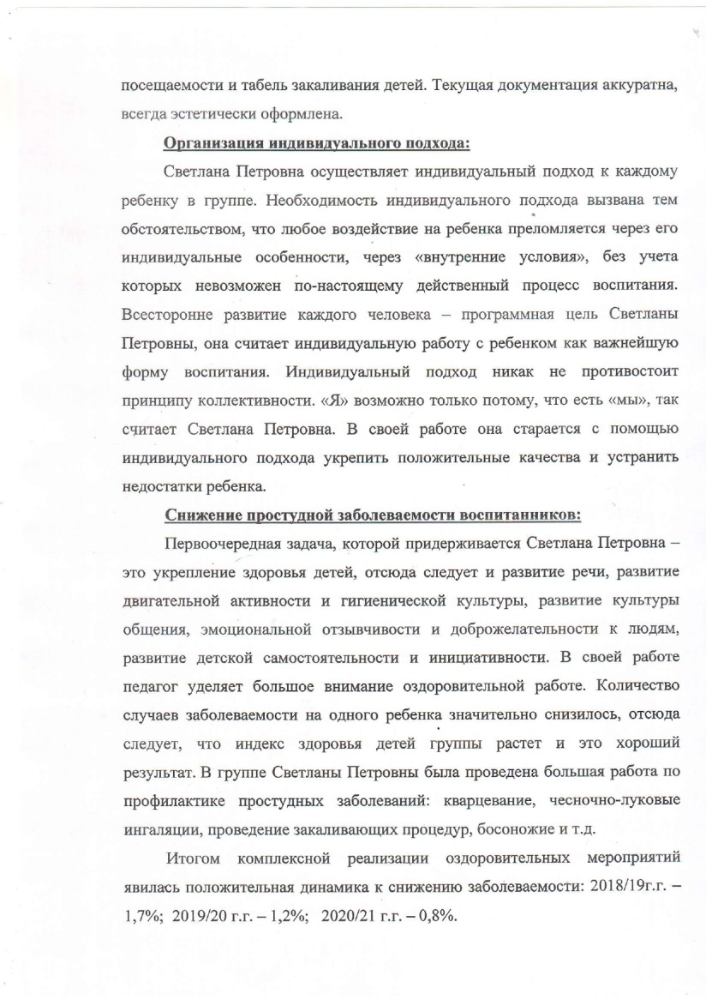 посещаемости и табель закаливания детей. Текущая документация аккуратна,
всегда эстетически оформлена.
Организация индивидуального подхода:
Светлана Петровна осуществляет индивидуальный подход к каждому
ребенку в группе. Необходимость индивидуального подхода вызвана тем
обстоятельством, что любое воздействие на ребенка преломляется через его
индивидуальные особенности, через «внутренние условия», без учета
которых невозможен по-настоящему действенный процесс воспитания.
Всесторонне развитие каждого человека – программная цель Светланы
Петровны, она считает индивидуальную работу с ребенком как важнейшую
форму воспитания. Индивидуальный подход никак не противостоит
принципу коллективности. «Я» возможно только потому, что есть «мы», так
считает Светлана Петровна. В своей работе она старается с помощью
индивидуального подхода укрепить положительные качества и устранить
недостатки ребенка.
Снижение простудной заболеваемости воспитанников:
Первоочередная задача, которой придерживается Светлана Петровна –
это укрепление здоровья детей, отсюда следует и развитие речи, развитие
двигательной активности и гигиенической культуры, развитие культуры
общения, эмоциональной отзывчивости и доброжелательности к людям,
развитие детской самостоятельности и инициативности. В своей работе
педагог уделяет большое внимание оздоровительной работе. Количество
случаев заболеваемости на одного ребенка значительно снизилось, отсюда
следует, что индекс здоровья детей группы растет и это хороший
результат. В группе Светланы Петровны была проведена большая работа по
профилактике простудных заболеваний: кварцевание, чесночно-луковые
ингаляции, проведение закаливающих процедур, босоножие и т.д.
Итогом комплексной реализации оздоровительных мероприятий
явилась положительная динамика к снижению заболеваемости: 2018/19г.г. –
1,7%; 2019/20 г.г. – 1,2%; 2020/21 г.г. – 0,8%.